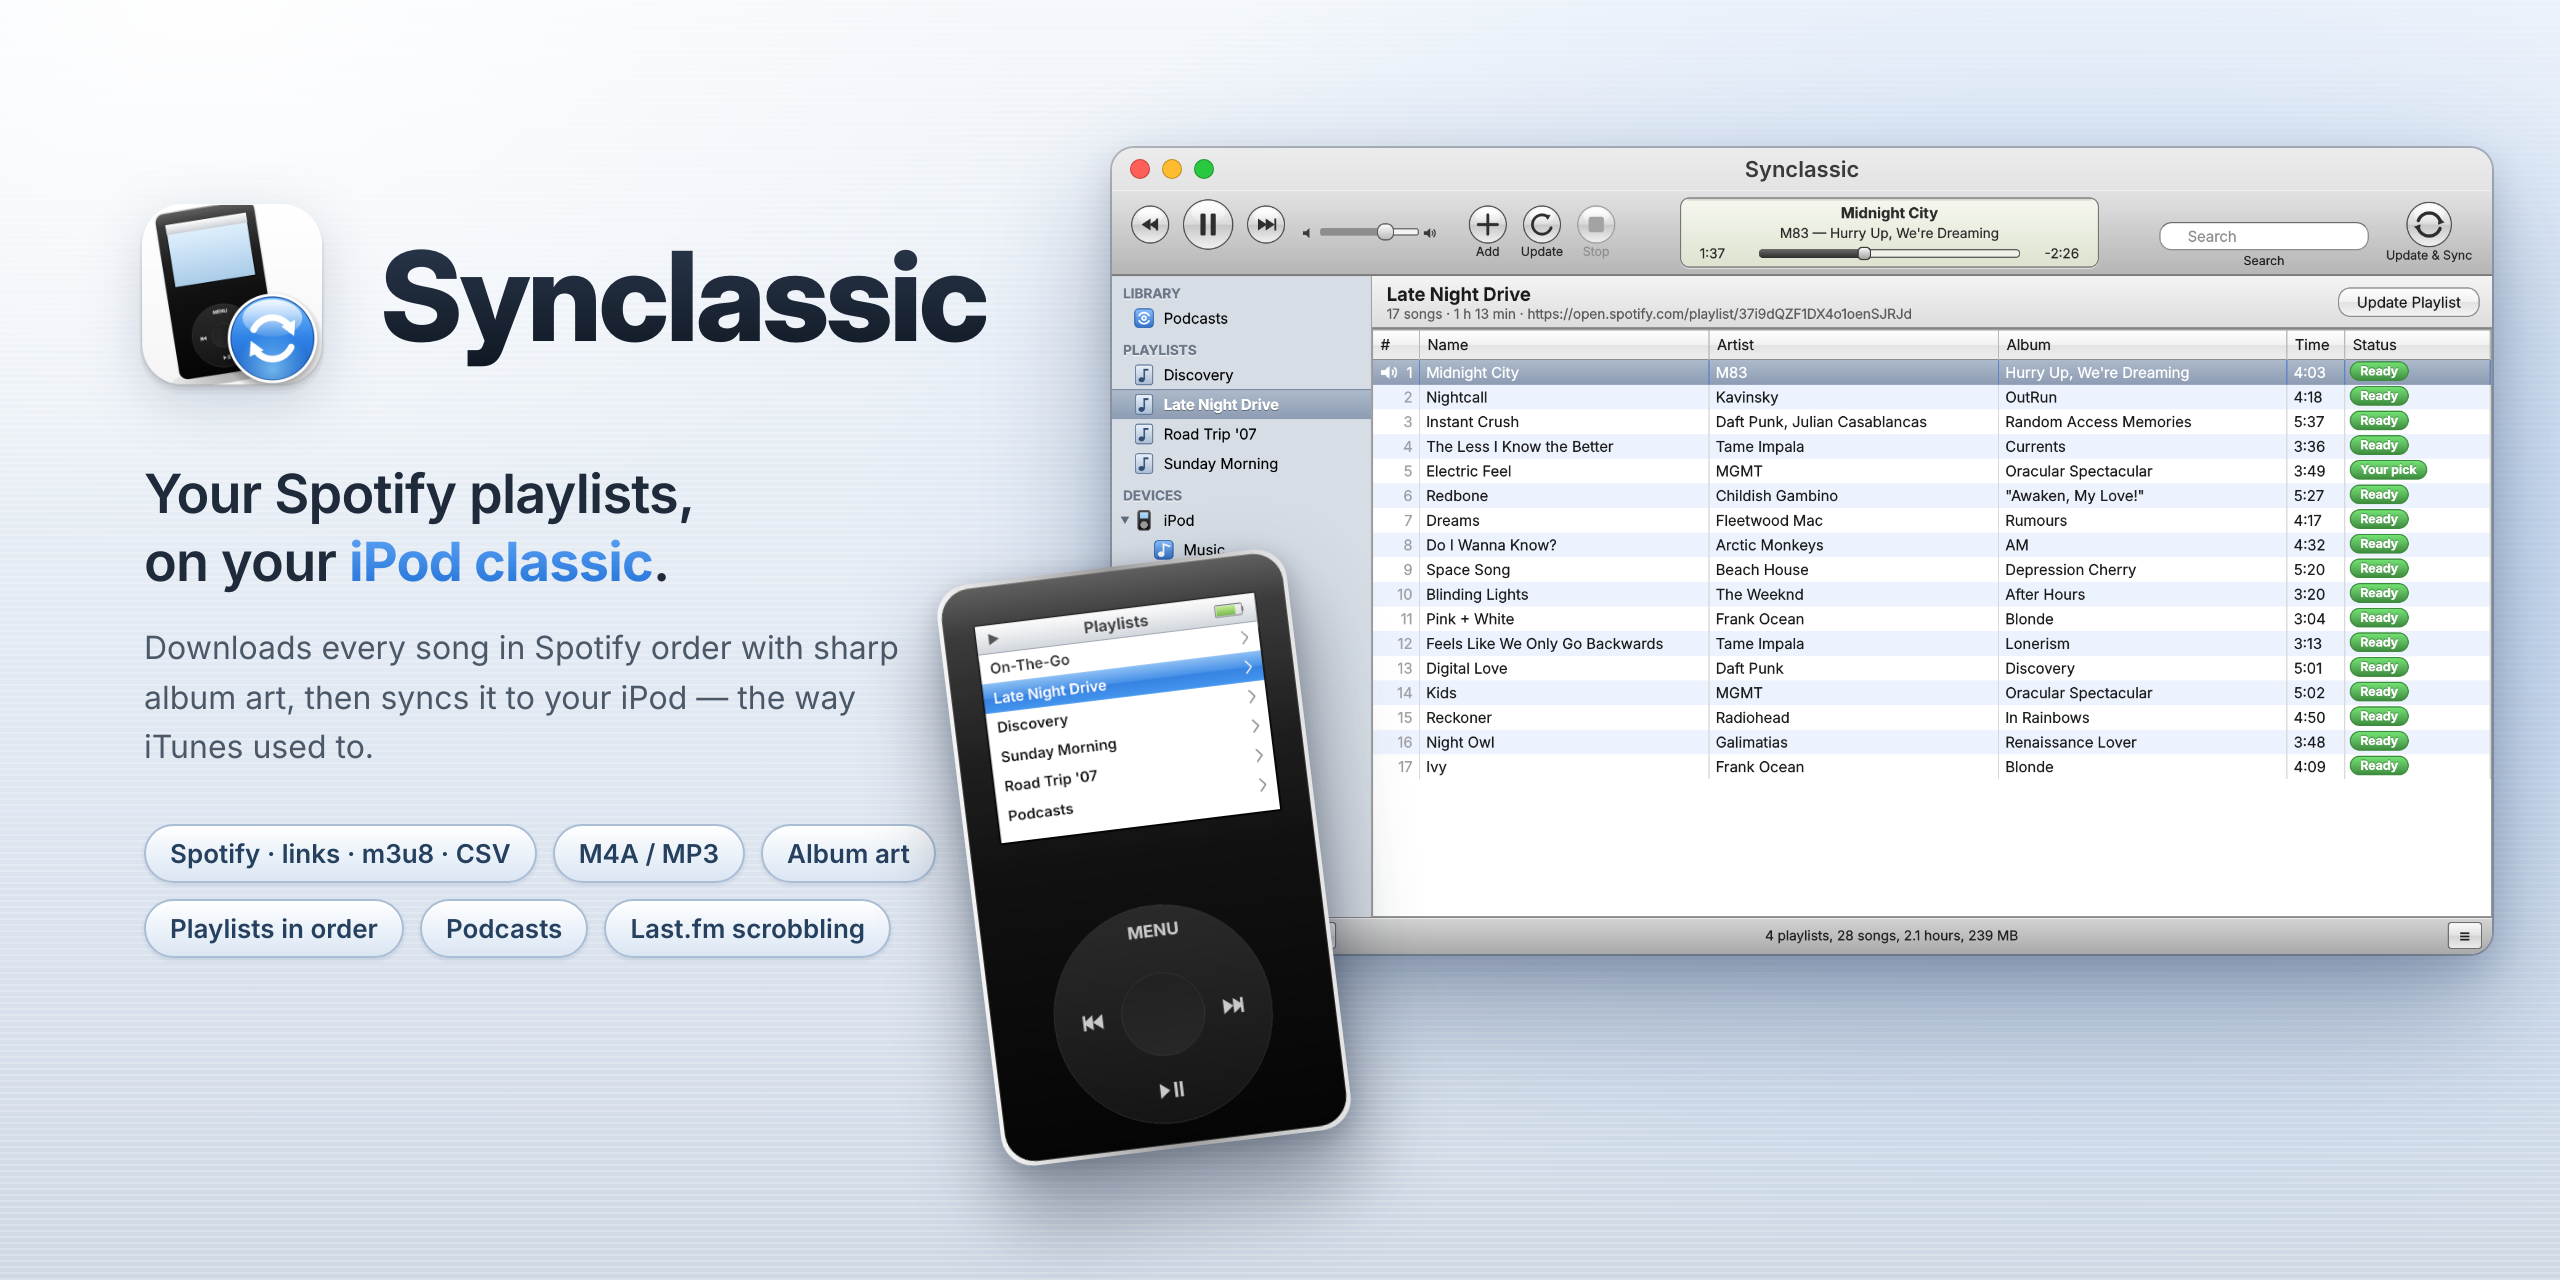 Synclassic
Your Spotify playlists,
on your iPod classic.
Downloads every song in Spotify order with sharp
album art, then syncs it to your iPod — the way
iTunes used to.
Spotify · links · m3u8 · CSV
M4A / MP3
Album art
Playlists in order
Podcasts
Last.fm scrobbling
Synclassic
Add
Update
Stop
Midnight City
M83 — Hurry Up, We're Dreaming
1:37
-2:26
Search
Search
Update & Sync
LIBRARY
Podcasts
PLAYLISTS
Discovery
Late Night Drive
Road Trip '07
Sunday Morning
DEVICES
iPod
Music
Late Night Drive
17 songs · 1 h 13 min · https://open.spotify.com/playlist/37i9dQZF1DX4o1oenSJRJd
Update Playlist
# Name Artist Album Time Status
1 Midnight City M83 Hurry Up, We're Dreaming 4:03 Ready
2 Nightcall Kavinsky OutRun 4:18 Ready
3 Instant Crush Daft Punk, Julian Casablancas Random Access Memories 5:37 Ready
4 The Less I Know the Better Tame Impala Currents 3:36 Ready
5 Electric Feel MGMT Oracular Spectacular 3:49 Your pick
6 Redbone Childish Gambino "Awaken, My Love!" 5:27 Ready
7 Dreams Fleetwood Mac Rumours 4:17 Ready
8 Do I Wanna Know? Arctic Monkeys AM 4:32 Ready
9 Space Song Beach House Depression Cherry 5:20 Ready
10 Blinding Lights The Weeknd After Hours 3:20 Ready
11 Pink + White Frank Ocean Blonde 3:04 Ready
12 Feels Like We Only Go Backwards Tame Impala Lonerism 3:13 Ready
13 Digital Love Daft Punk Discovery 5:01 Ready
14 Kids MGMT Oracular Spectacular 5:02 Ready
15 Reckoner Radiohead In Rainbows 4:50 Ready
16 Night Owl Galimatias Renaissance Lover 3:48 Ready
17 Ivy Frank Ocean Blonde 4:09 Ready
4 playlists, 28 songs, 2.1 hours, 239 MB
Playlists
On-The-Go
Late Night Drive
Discovery
Sunday Morning
Road Trip '07
Podcasts
MENU